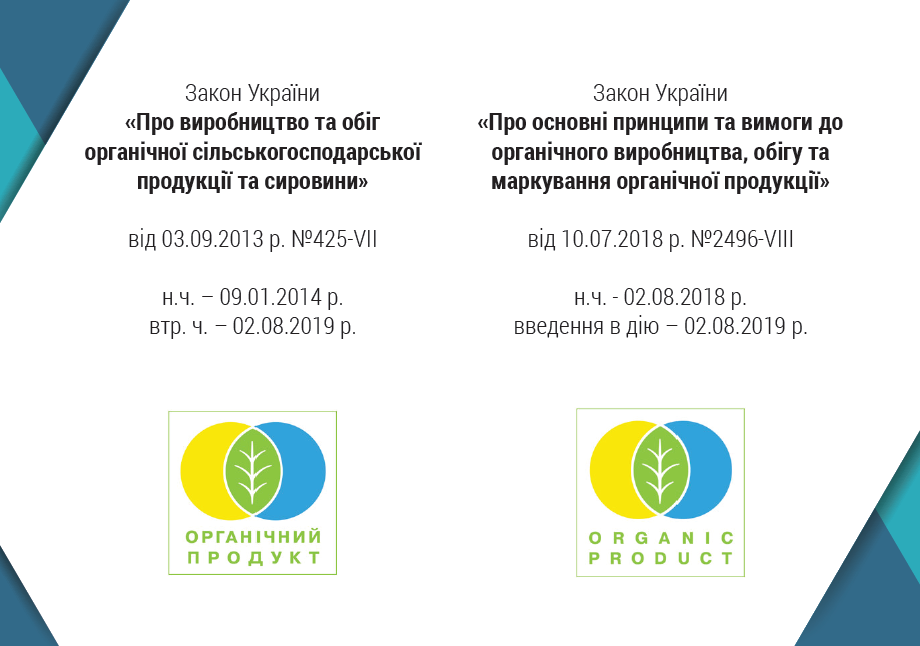 Закон України
«Про виробництво та обіг
органічної сільськогосподарської
продукції та сировини»
від 03.09.2013 р. №425-VII
н.ч. – 09.01.2014 р.
втр. ч. – 02.08.2019 р.
ОРГАНІЧНИЙ
ПРОДУКТ
Закон України
«Про основні принципи та вимоги до
органічного виробництва, обігу та
маркування органічної продукції»
від 10.07.2018 р. №2496-VIII
н.ч. - 02.08.2018 р.
введення в дію – 02.08.2019 р.
ORGANIC
PRODUCT